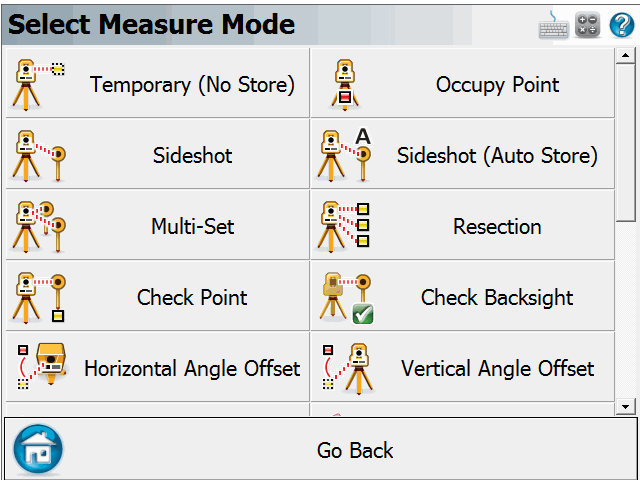 Select Measure Mode
Temporary (No Store)
Occupy Point
Sideshot
A
Sideshot (Auto Store)
Multi-Set
Resection
Check Point
Check Backsight
Horizontal Angle Offset
Vertical Angle Offset
Go Back